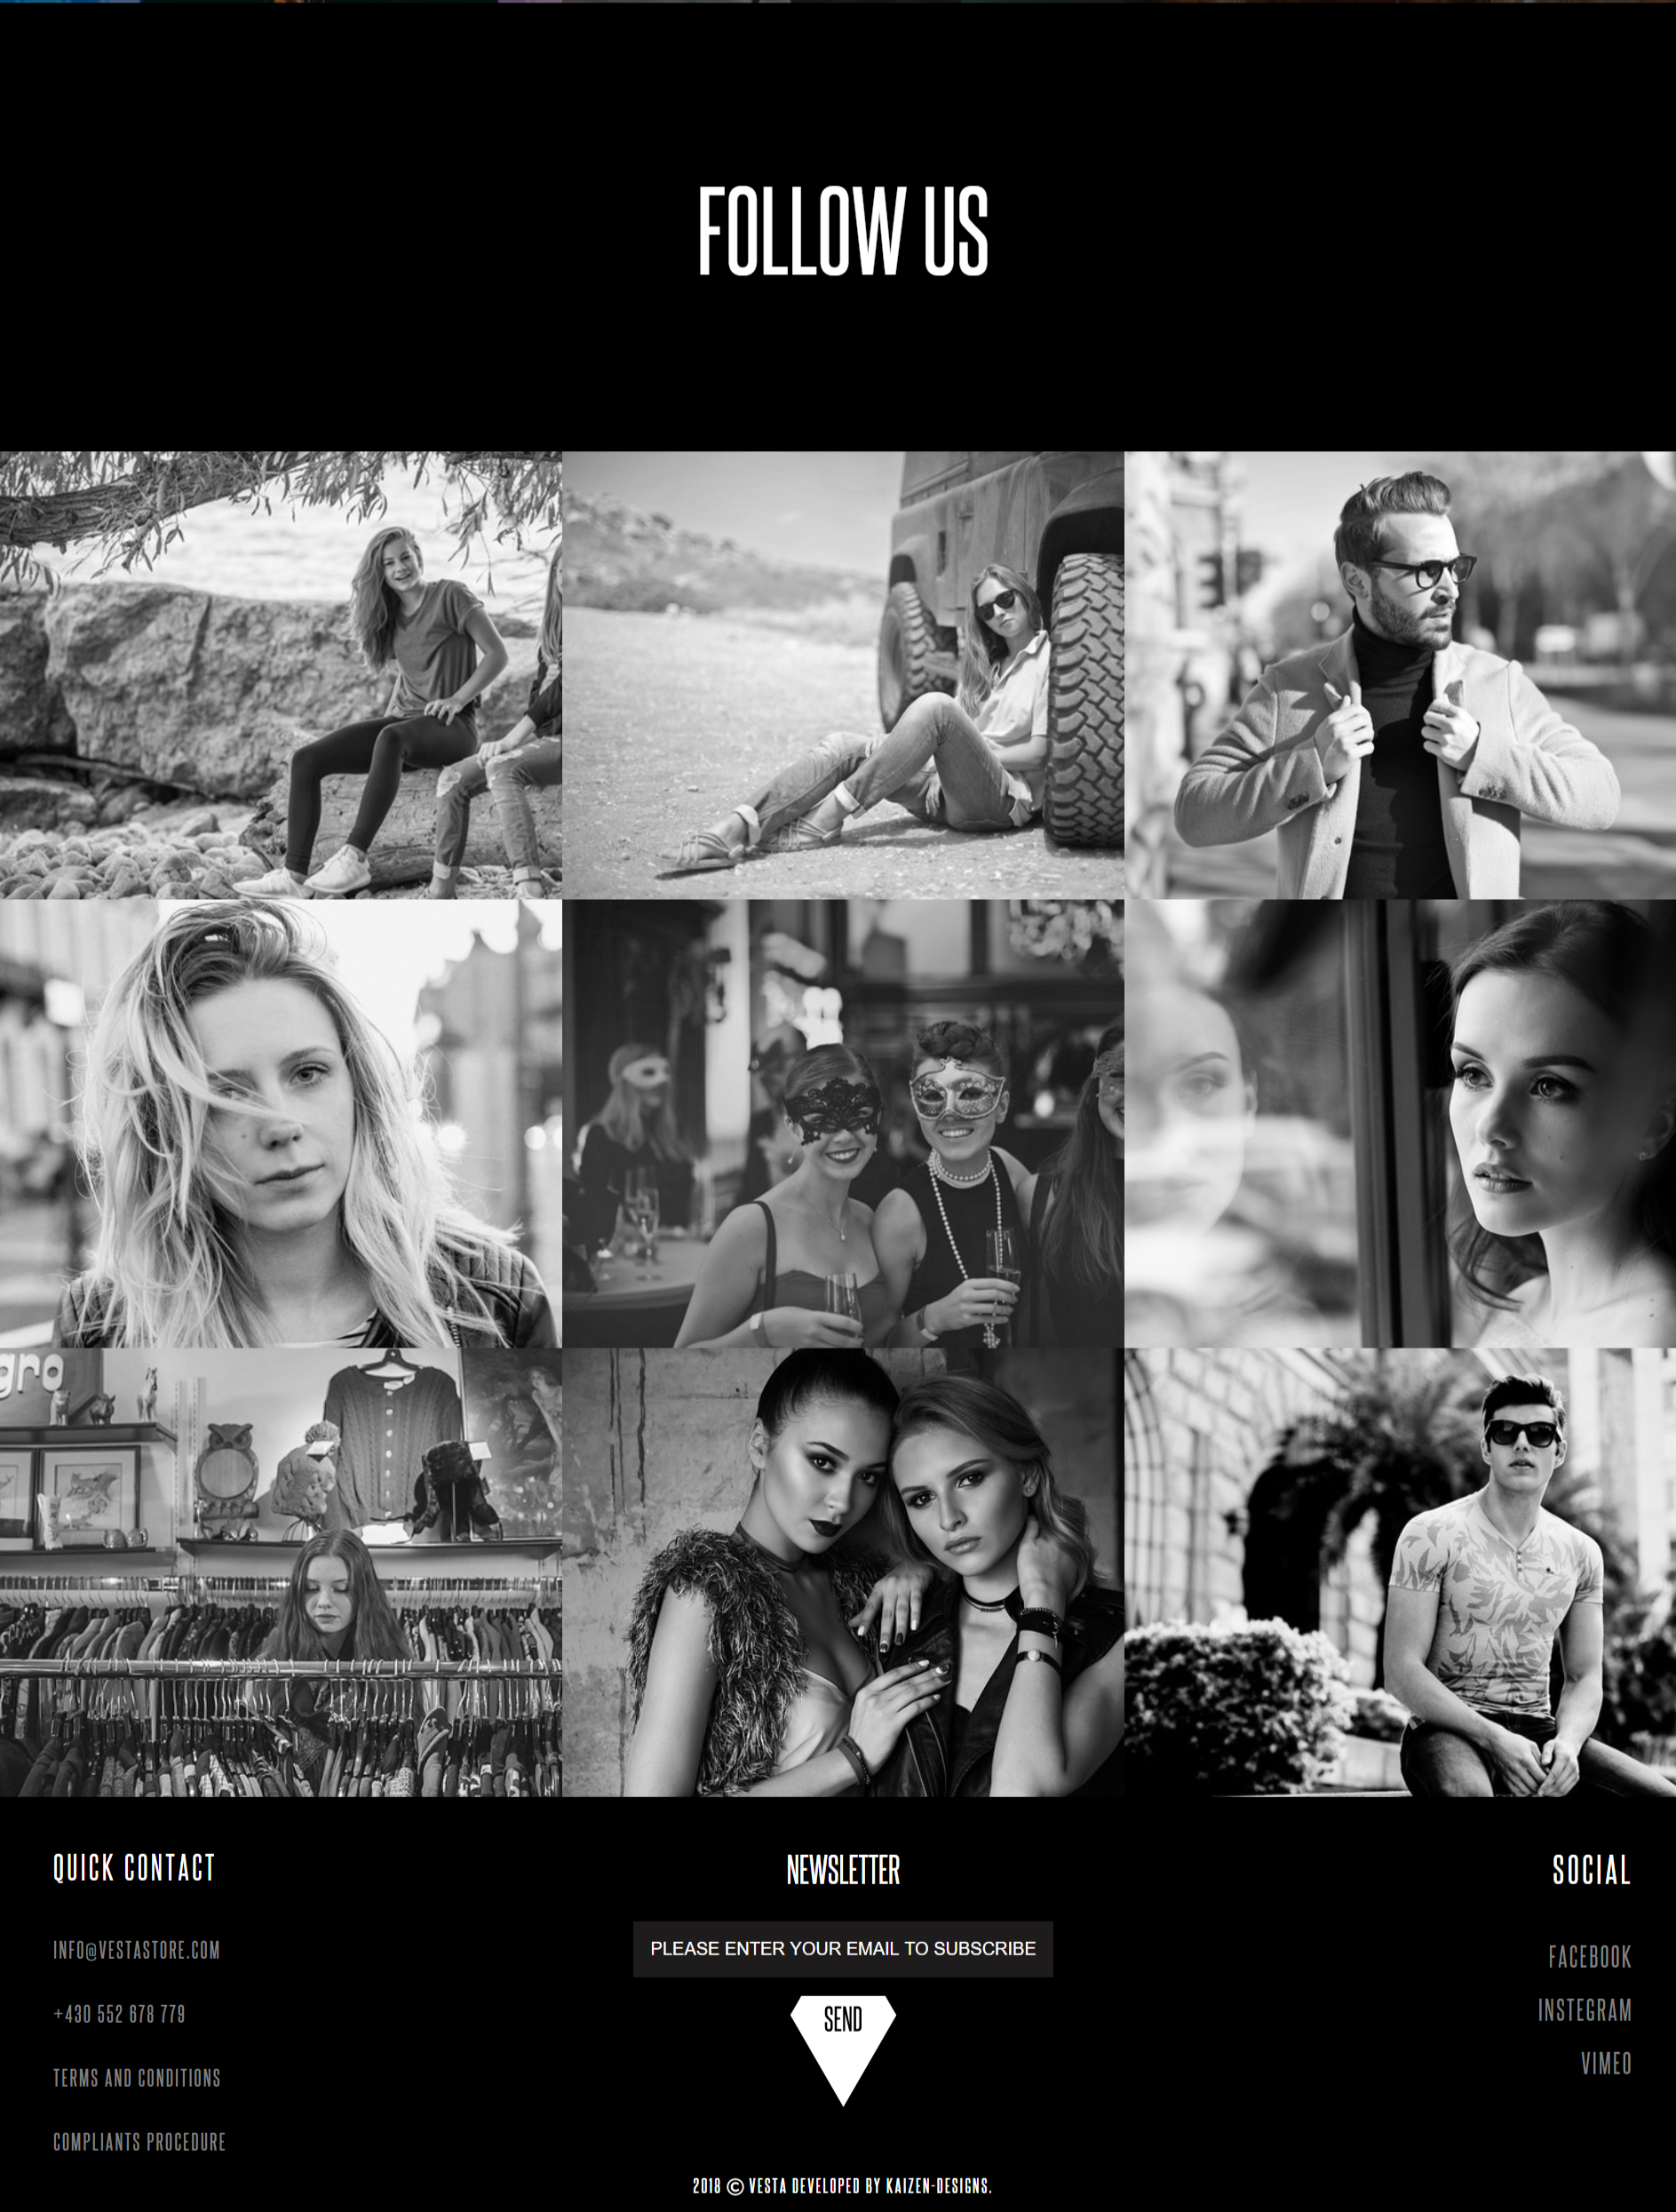 FOLLOW US
gro
QUICK CONTACT
INFO@VESTASTORE.COM
+430 552 678 779
TERMS AND CONDITIONS
COMPLIANTS PROCEDURE
NEWSLETTER
PLEASE ENTER YOUR EMAIL TO SUBSCRIBE
SEND
SOCIAL
FACEBOOK
INSTEGRAM
VIMEO
2018 © VESTA DEVELOPED BY KAIZEN-DESIGNS.